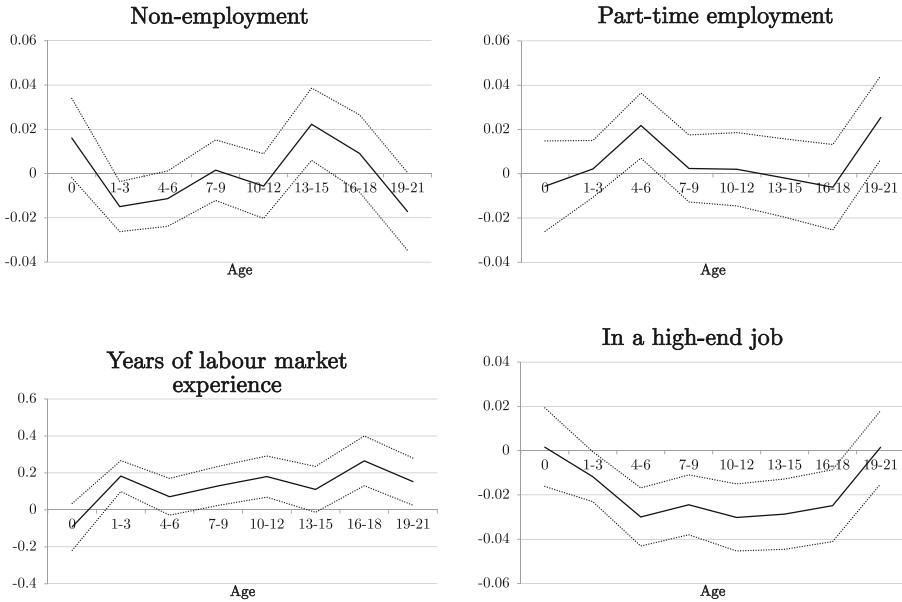 Non-employment
0.06
0.04
0.02
0
-0.02
-0.04
0 1-3 4-6 7-9 10-12 13-15 16-18 19-21
Age
Part-time employment
0.06
0.04
0.02
0
-0.02
-0.04
0 1-3 4-6 7-9 10-12 13-15 16-18 19-21
Age
Years of labour market
experience
0.6
0.4
0.2
0
-0.2
-0.4
0 1-3 4-6 7-9 10-12 13-15 16-18 19-21
Age
In a high-end job
0.04
0.02
0
-0.02
-0.04
-0.06
0 1-3 4-6 7-9 10-12 13-15 16-18 19-21
Age